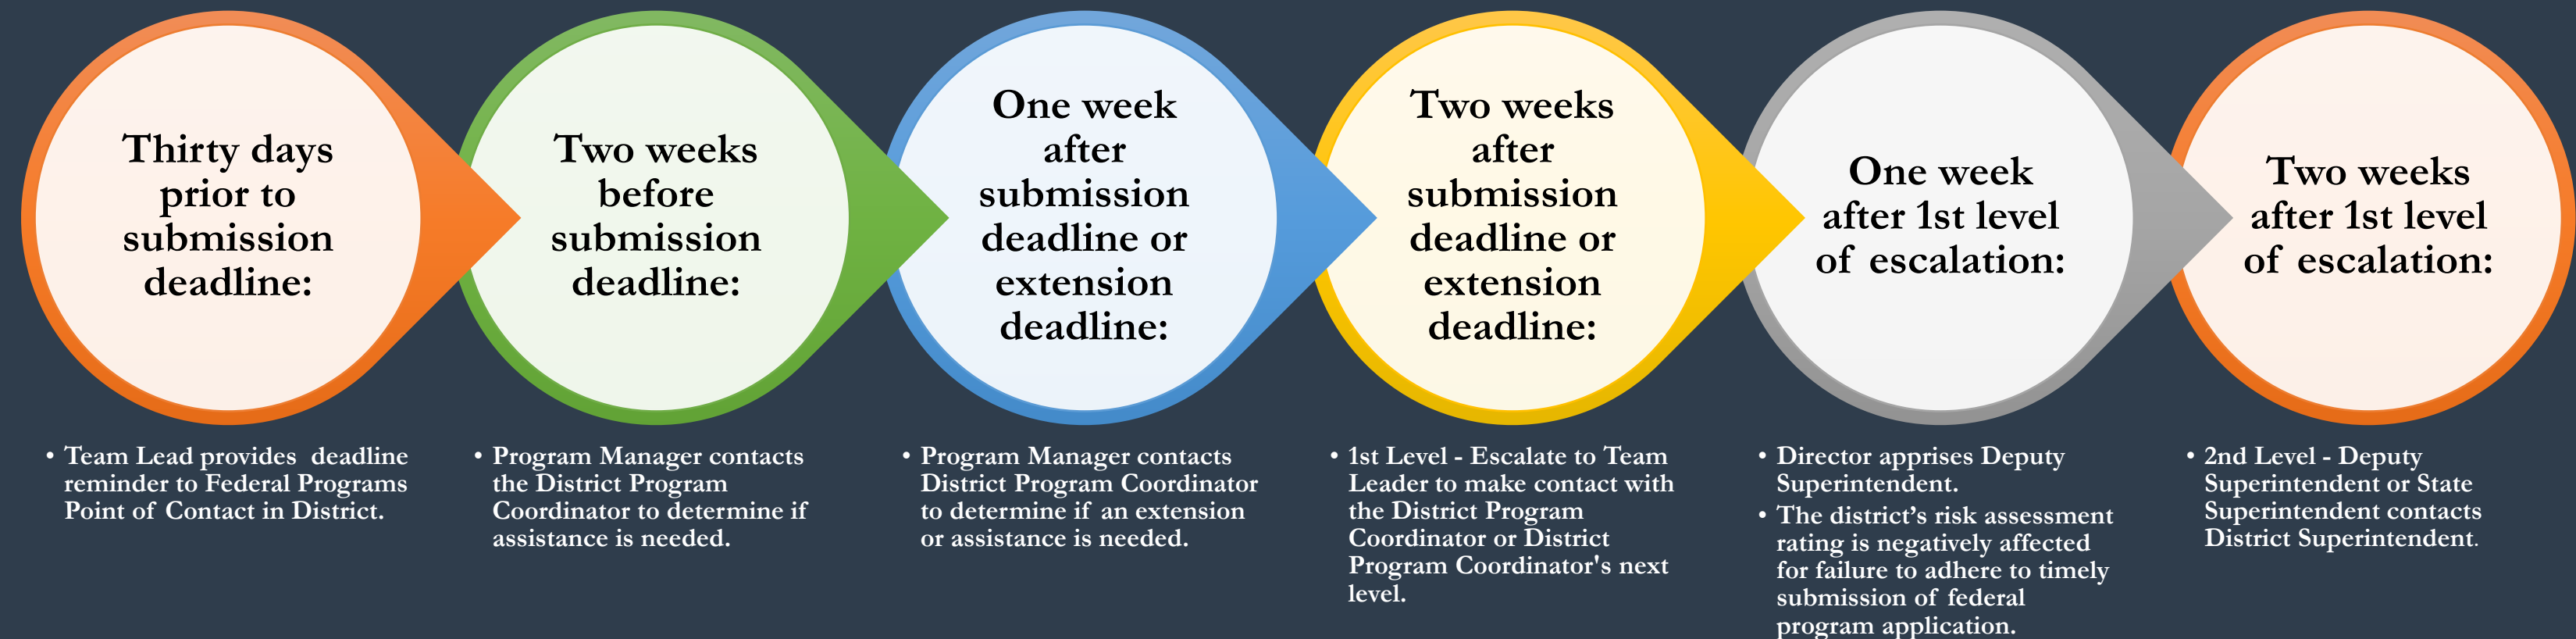 Thirty days
prior to
submission
deadline:
• Team Lead provides deadline
reminder to Federal Programs
Point of Contact in District.
Two weeks
before
submission
deadline:
• Program Manager contacts
the District Program
Coordinator to determine if
assistance is needed.
One week
after
submission
deadline or
extension
deadline:
• Program Manager contacts
District Program Coordinator
to determine if an extension
or assistance is needed.
Two weeks
after
submission
deadline or
extension
deadline:
• 1st Level - Escalate to Team
Leader to make contact with
the District Program
Coordinator or District
Program Coordinator's next
level.
One week
after 1st level
of escalation:
• Director apprises Deputy
Superintendent.
• The district’s risk assessment
rating is negatively affected
for failure to adhere to timely
submission of federal
program application.
Two weeks
after 1st level
of escalation:
• 2nd Level - Deputy
Superintendent or State
Superintendent contacts
District Superintendent.